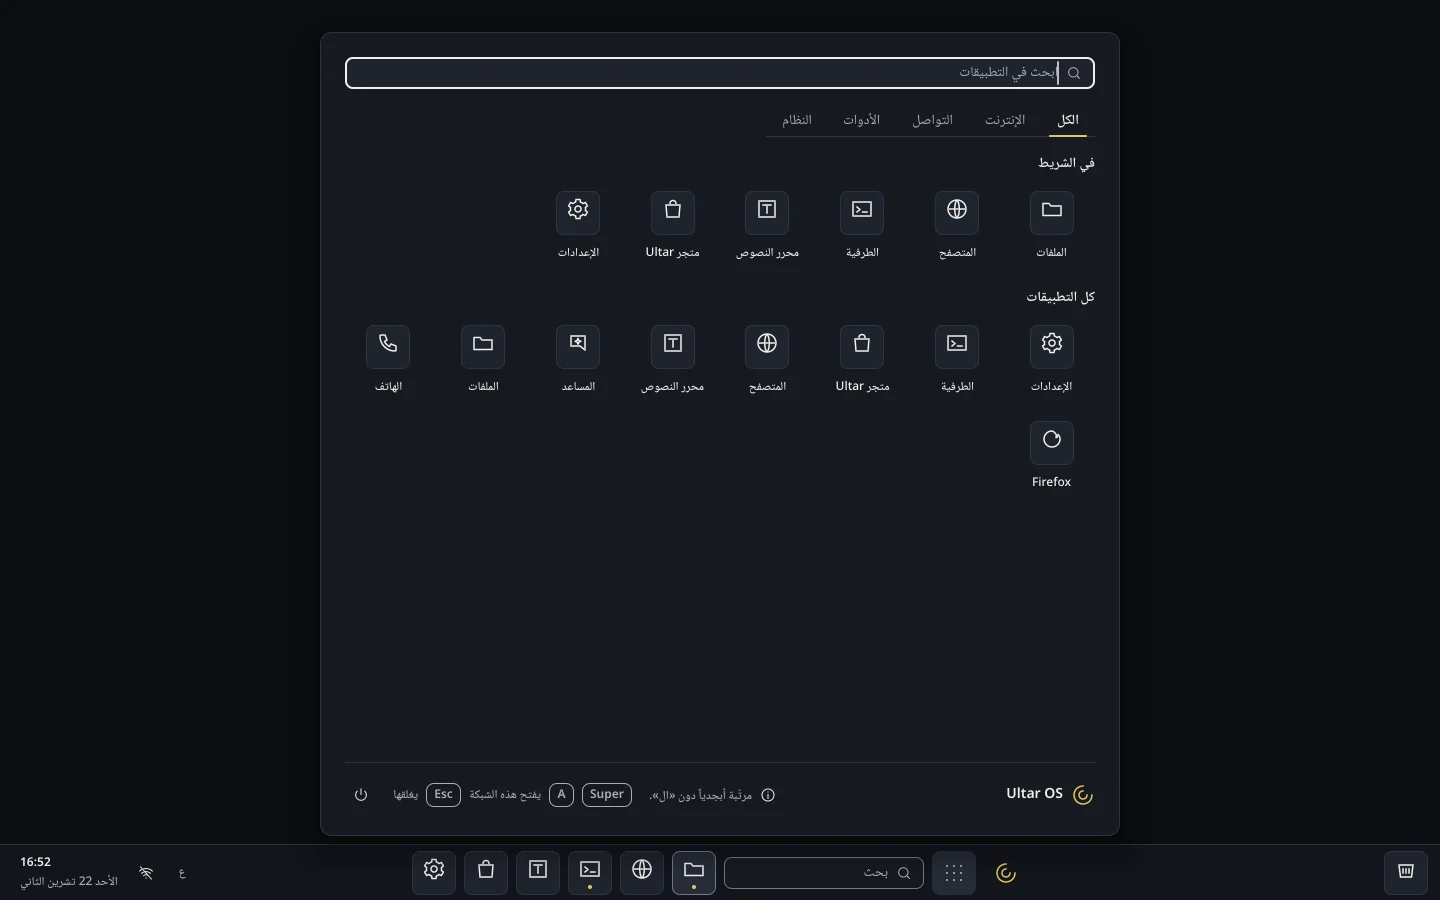 ابحث في التطبيقات
الكل الإنترنت التواصل الأدوات النظام
في الشريط
الملفات المتصفح الطرفية محرر النصوص متجر Ultar الإعدادات
كل التطبيقات
الإعدادات الطرفية متجر Ultar المتصفح محرر النصوص المساعد الملفات الهاتف
Firefox
Ultar OS مرتّبة أبجدياً دون «ال». Super A يفتح هذه الشبكة Esc يغلقها
بحث
ع
16:52
الأحد 22 تشرين الثاني